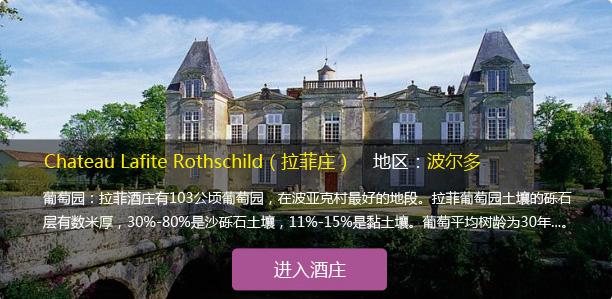 Chateau Lafite Rothschild（拉菲庄） 地区：波尔多
葡萄园：拉菲酒庄有103公顷葡萄园，在波亚克村最好的地段。拉菲葡萄园土壤的砾石
层有数米厚，30%-80%是沙砾石土壤，11%-15%是黏土壤。葡萄平均树龄为30年...。
进入酒庄